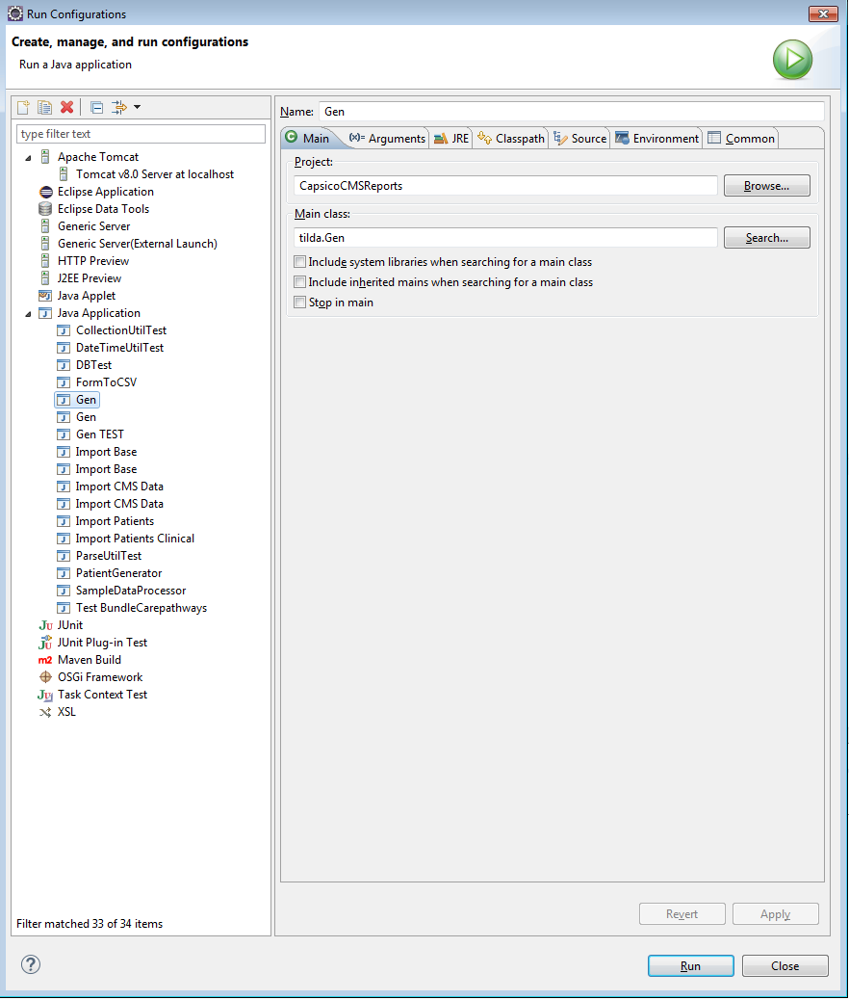 Run Configurations
Create, manage, and run configurations
Run a Java application
type filter text
Apache Tomcat
Tomcat v8.0 Server at localhost
Eclipse Application
Eclipse Data Tools
Generic Server
Generic Server(External Launch)
HTTP Preview
J2EE Preview
Java Applet
Java Application
CollectionUtilTest
DateTimeUtilTest
DBTest
FormToCSV
Gen
Gen
Gen TEST
Import Base
Import Base
Import CMS Data
Import CMS Data
Import Patients
Import Patients Clinical
ParseUtilTest
PatientGenerator
SampleDataProcessor
Test BundleCarepathways
JUnit
JUnit Plug-in Test
Maven Build
OSGi Framework
Task Context Test
XSL
Filter matched 33 of 34 items
Name: Gen
Main (x)= Arguments JRE Classpath Source Environment Common
Project:
CapsicoCMSReports Browse...
Main class:
tilda.Gen Search...
Include system libraries when searching for a main class
Include inherited mains when searching for a main class
Stop in main
Revert Apply
Run Close